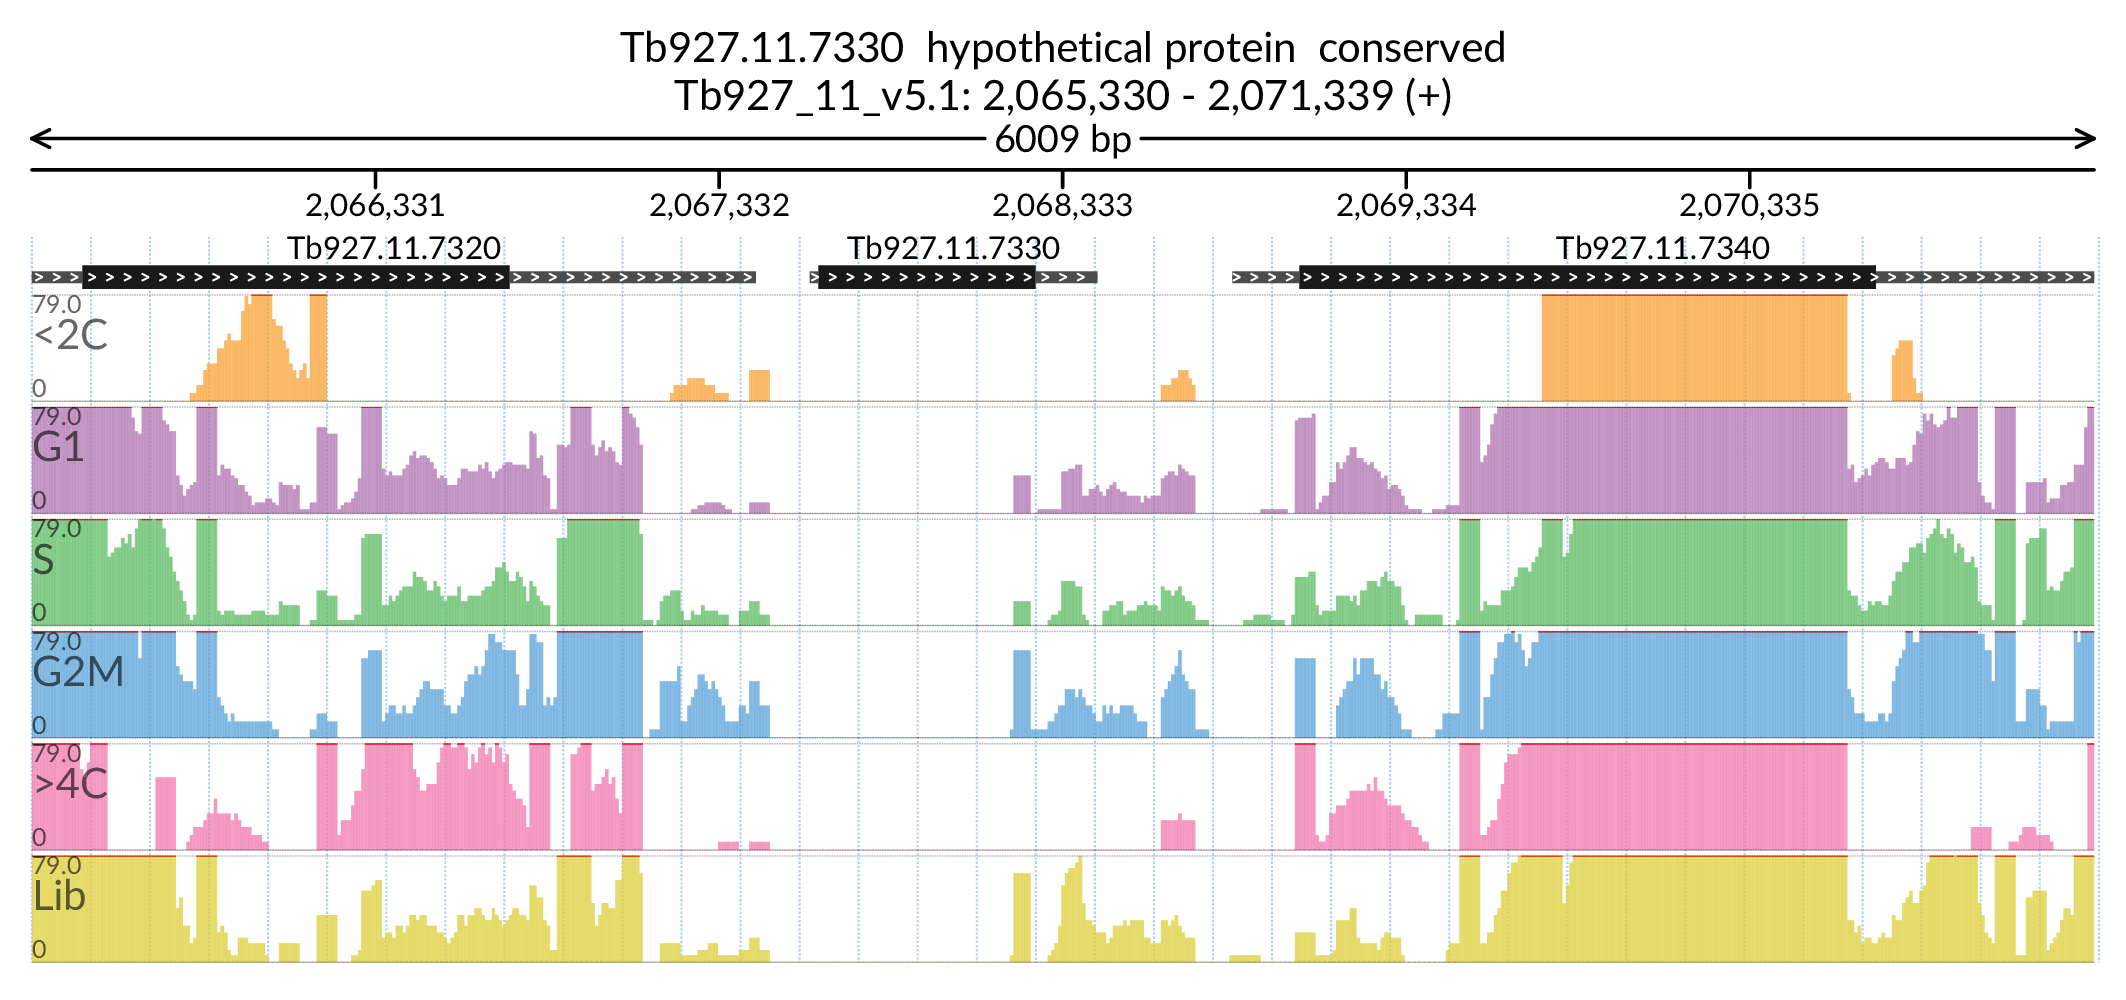 Tb927.11.7330  hypothetical protein  conserved
Tb927_11_v5.1: 2,065,330 - 2,071,339 (+)
6009 bp
2,066,331 2,067,332 2,068,333 2,069,334 2,070,335
Tb927.11.7320 Tb927.11.7330 Tb927.11.7340
79.0
<2C
0
79.0
G1
0
79.0
S
0
79.0
G2M
0
79.0
>4C
0
79.0
Lib
0